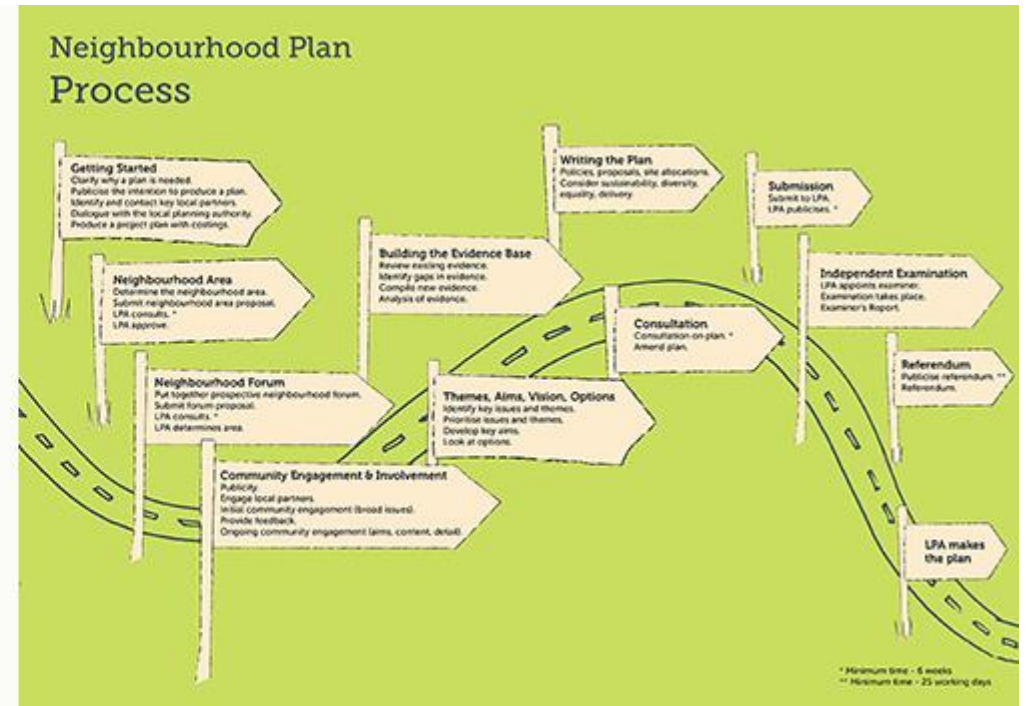 Neighbourhood Plan
Process
Getting Started
Clarify why a plan is needed.
Publicise the intention to produce a plan.
Identify and contact key local partners.
Dialogue with the local planning authority.
Produce a project plan with costings.
Neighbourhood Area
Determine the neighbourhood area.
Submit neighbourhood area proposal.
LPA consults. *
LPA approve.
Neighbourhood Forum
Put together prospective neighbourhood forum.
Submit forum proposal.
LPA consults. *
LPA determines area.
Community Engagement & Involvement
Publicity.
Engage local partners.
Initial community engagement (broad issues).
Provide feedback.
Ongoing community engagement (aims, content, detail).
Building the Evidence Base
Review existing evidence.
Identify gaps in evidence.
Compile new evidence.
Analysis of evidence.
Themes, Aims, Vision, Options
Identify key issues and themes.
Prioritise issues and themes.
Develop key aims.
Look at options.
Writing the Plan
Policies, proposals, site allocations.
Consider sustainability, diversity,
equality, delivery.
Consultation
Consultation on plan. *
Amend plan.
Submission
Submit to LPA.
LPA publicises. *
Independent Examination
LPA appoints examiner.
Examination takes place.
Examiner's Report.
Referendum
Publicise referendum. **
Referendum.
LPA makes
the plan
* Minimum time - 6 weeks
** Minimum time - 25 working days